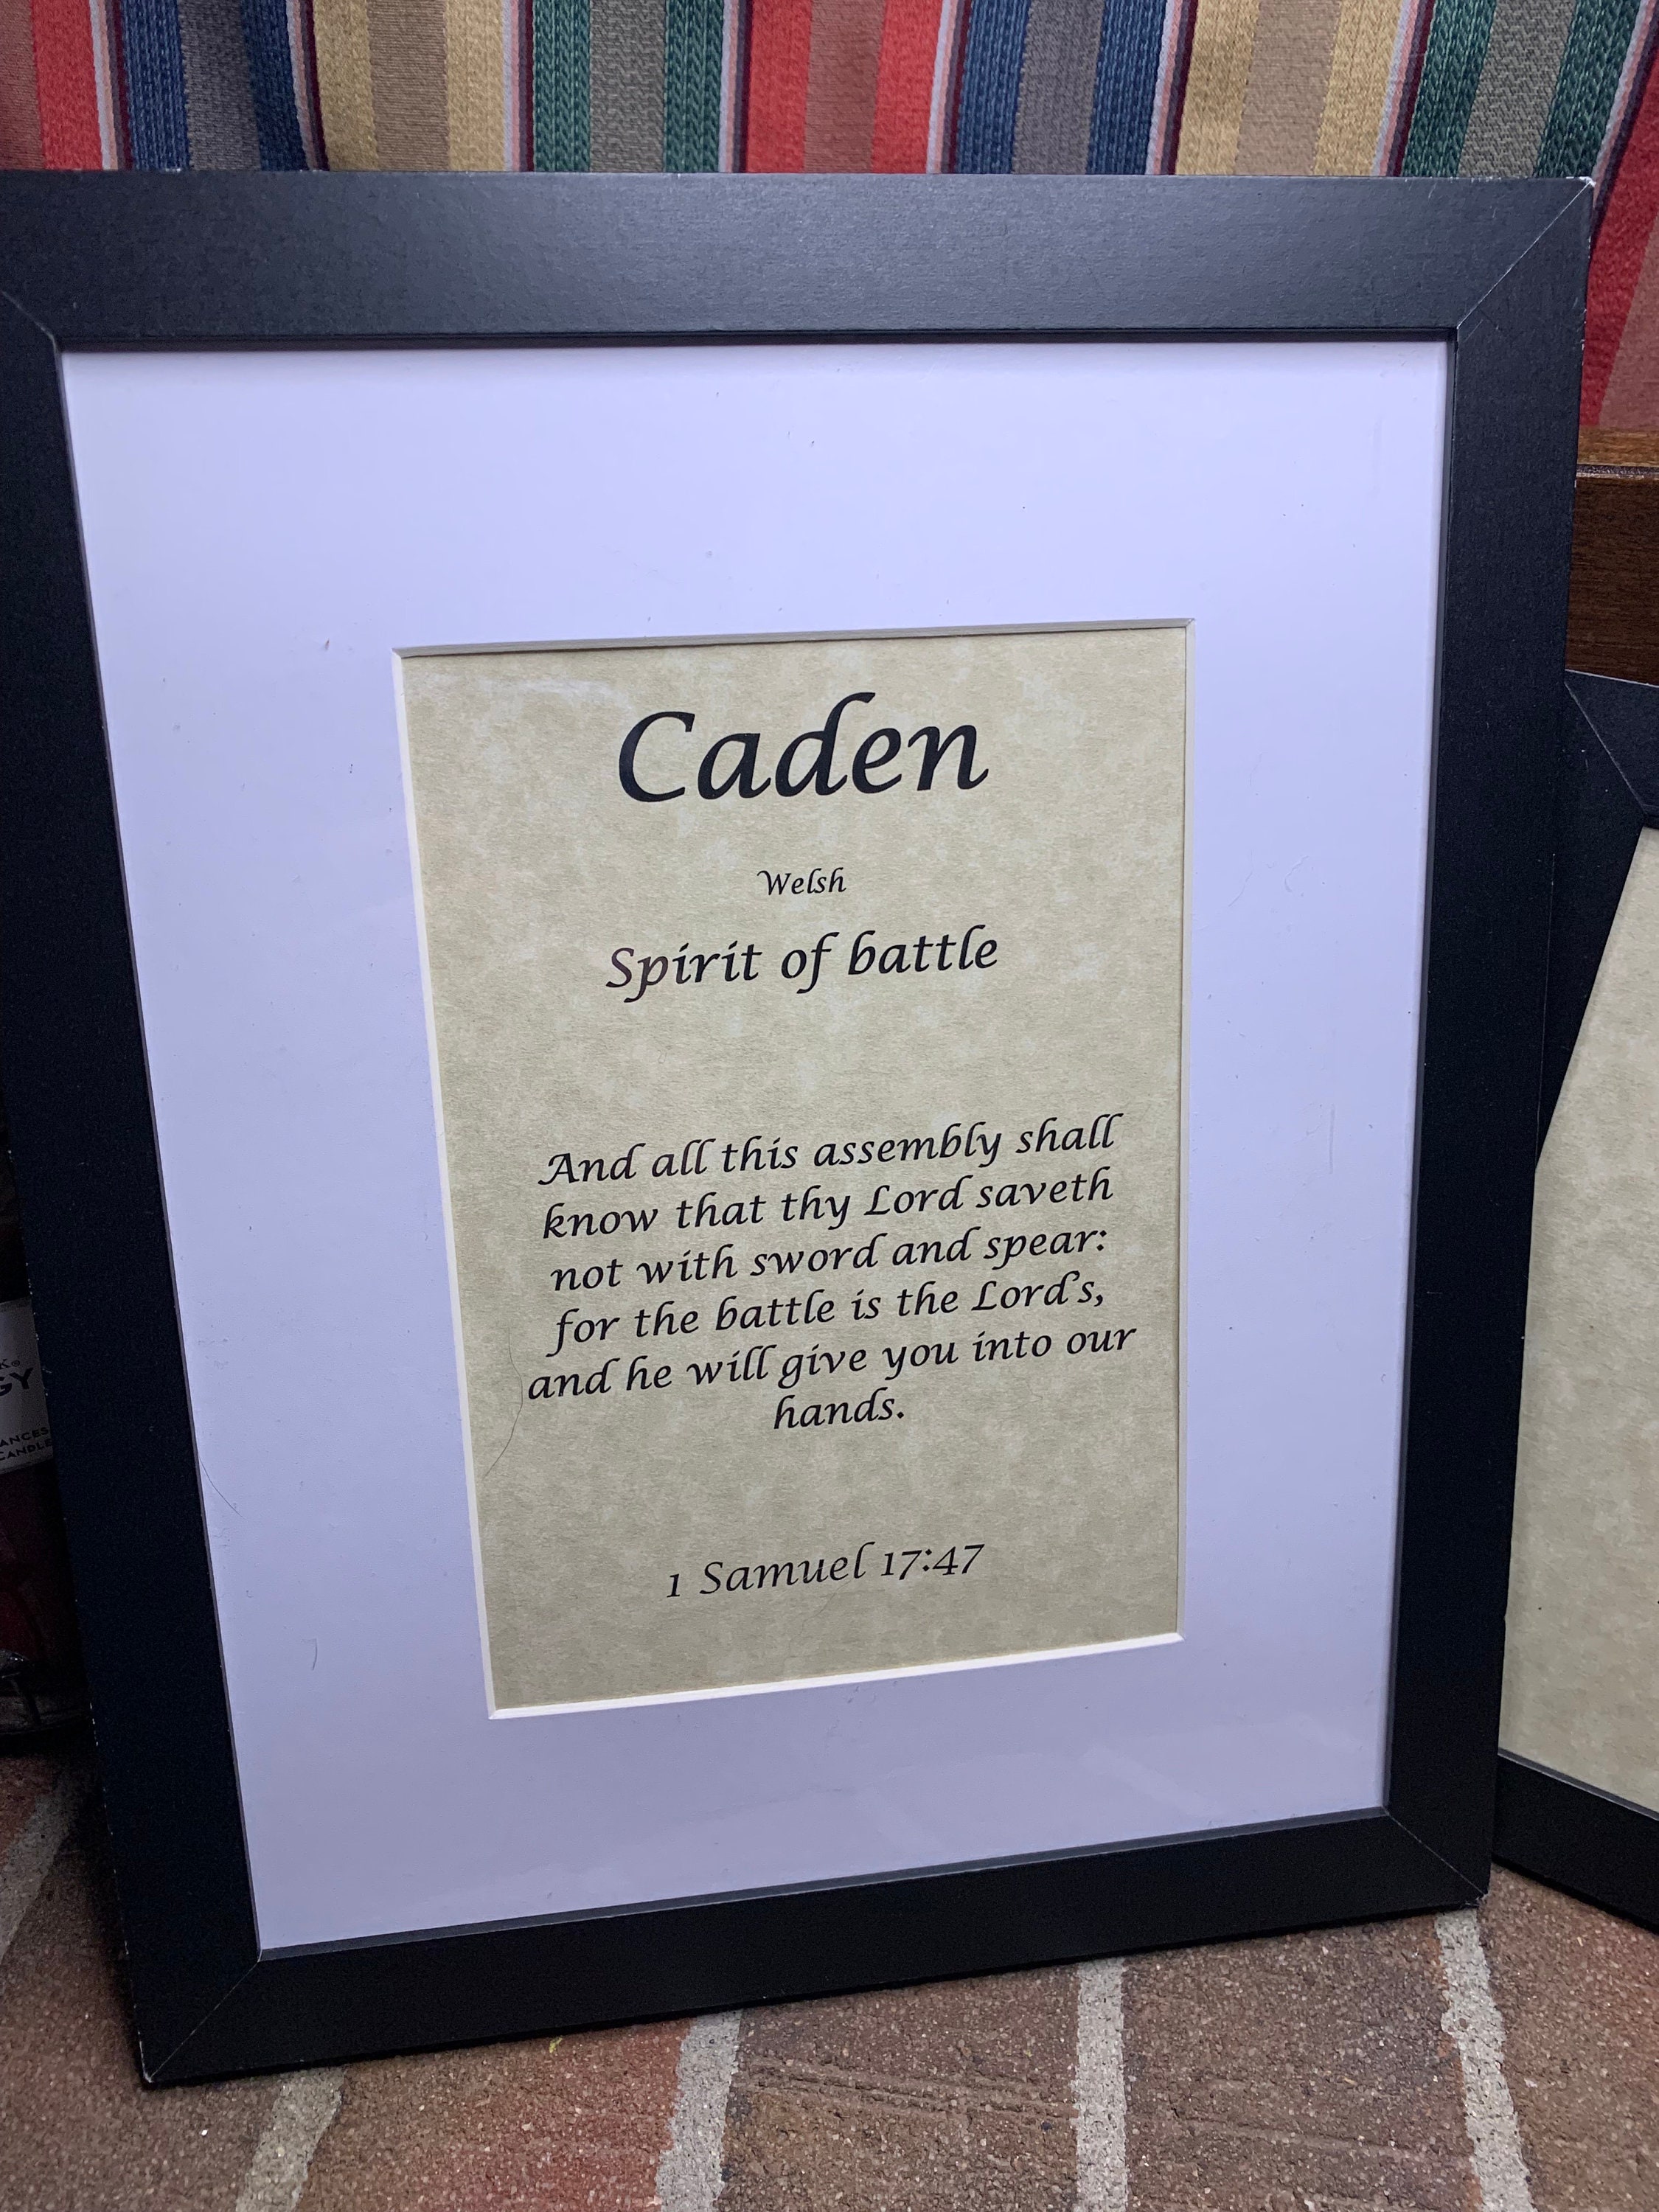 Caden
Welsh
Spirit of battle
And all this assembly shall
know that thy Lord saveth
not with sword and spear:
for the battle is the Lord's,
and he will give you into our
hands.
1 Samuel 17:47